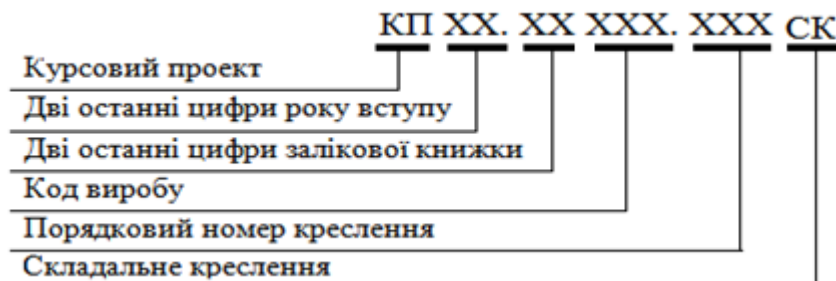 КП ХХ. ХХ ХХХ. ХХХ СК
Курсовий проект
Дві останні цифри року вступу
Дві останні цифри залікової книжки
Код виробу
Порядковий номер креслення
Складальне креслення